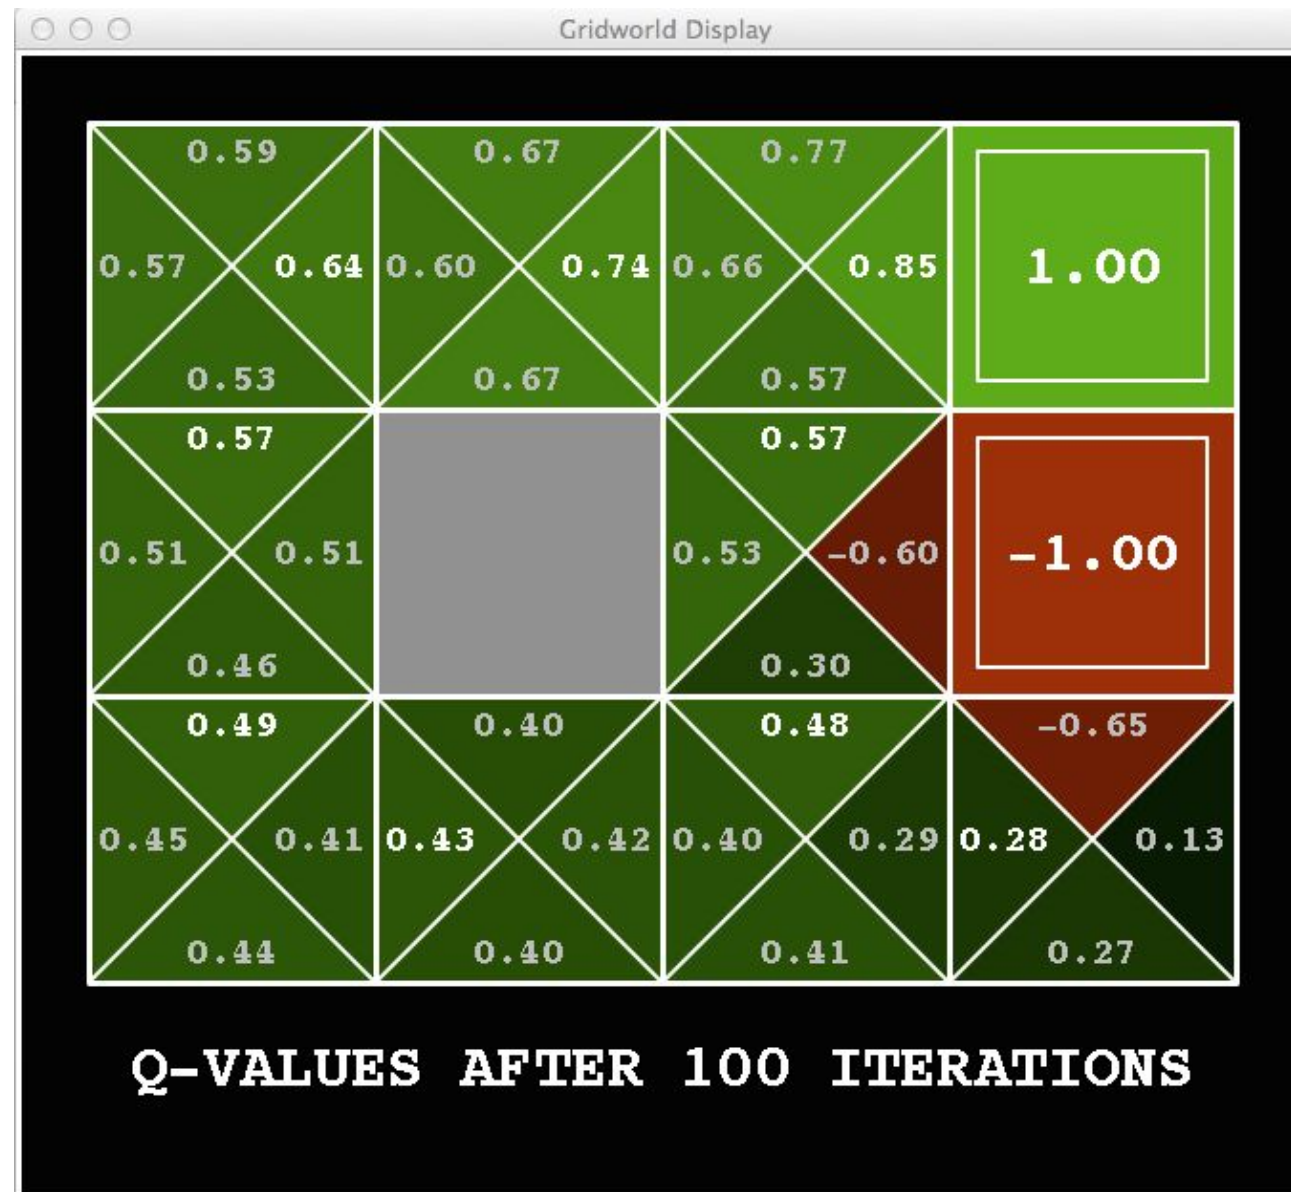 Gridworld Display
0.59 0.67 0.77
0.57 0.64 0.60 0.74 0.66 0.85 1.00
0.53 0.67 0.57
0.57 0.57
0.51 0.51 0.53 -0.60 -1.00
0.46 0.30
0.49 0.40 0.48 -0.65
0.45 0.41 0.43 0.42 0.40 0.29 0.28 0.13
0.44 0.40 0.41 0.27
Q-VALUES AFTER 100 ITERATIONS